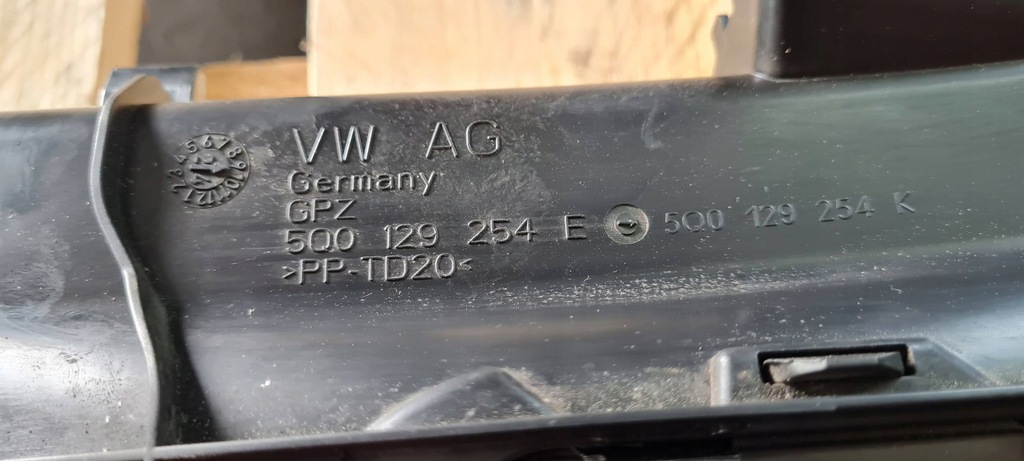 VW AG
Germany
GPZ
5Q0 129 254 E 5Q0 129 254 K
>PP-TD20<